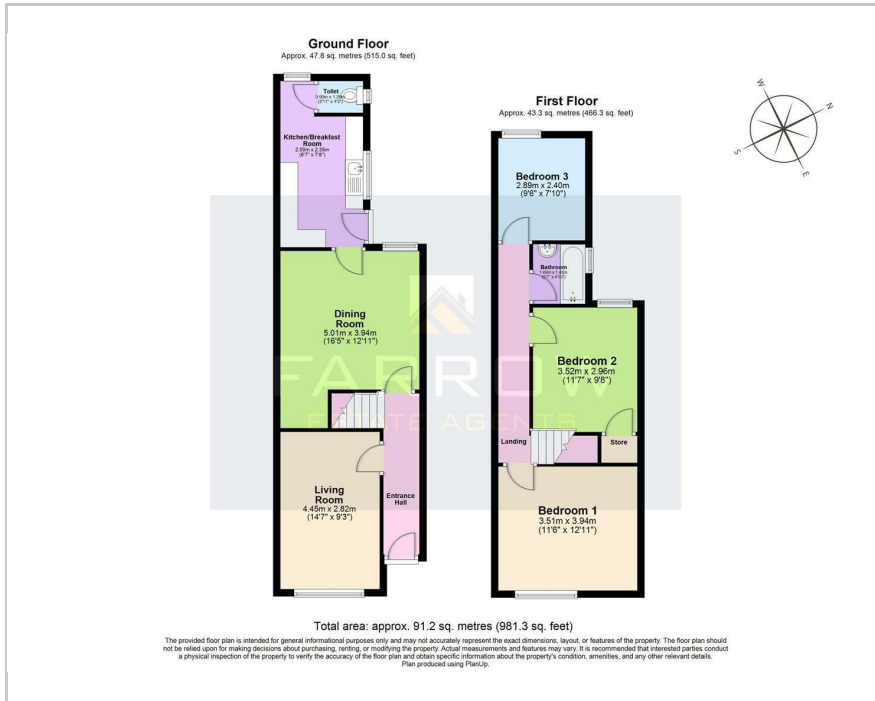 Ground Floor
Approx. 47.8 sq. metres (515.0 sq. feet)
Toilet
Kitchen/Breakfast
Room
2.00m x 2.35m
(6'7" x 7'8")
Dining
Room
5.01m x 3.94m
(16'5" x 12'11")
Living
Room
4.45m x 2.82m
(14'7" x 9'3")
Entrance
Hall
First Floor
Approx. 43.3 sq. metres (466.3 sq. feet)
Bedroom 3
2.89m x 2.40m
(9'6" x 7'10")
Bathroom
Bedroom 2
3.52m x 2.96m
(11'7" x 9'8")
Landing
Store
Bedroom 1
3.51m x 3.94m
(11'6" x 12'11")
W
N
S
E
FARROW
ESTATE AGENTS
Total area: approx. 91.2 sq. metres (981.3 sq. feet)
The provided floor plan is intended for general informational purposes only and may not accurately represent the exact dimensions, layout, or features of the property. The floor plan should
not be relied upon for making decisions about purchasing, renting, or modifying the property. Actual measurements and features may vary. It is recommended that interested parties conduct
a physical inspection of the property to verify the accuracy of the floor plan and obtain specific information about the property's condition, amenities, and any other relevant details.
Plan produced using PlanUp.